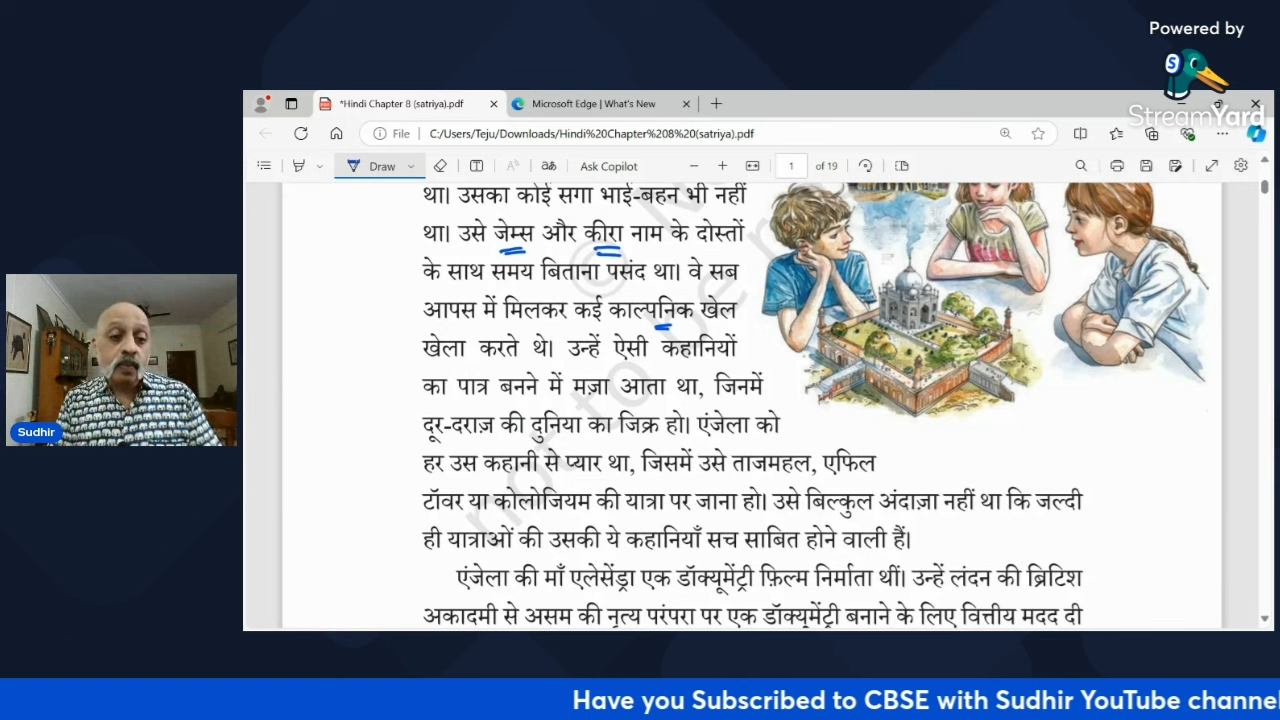 Powered by
StreamYard
*Hindi Chapter 8 (satriya).pdf
Microsoft Edge | What's New
File
C:/Users/Teju/Downloads/Hindi%20Chapter%208%20(satriya).pdf
Draw
Ask Copilot
1 of 19
था। उसका कोई सगा भाई-बहन भी नहीं
था। उसे जेम्स और कीरा नाम के दोस्तों
के साथ समय बिताना पसंद था। वे सब
आपस में मिलकर कई काल्पनिक खेल
खेला करते थे। उन्हें ऐसी कहानियों
का पात्र बनने में मज़ा आता था, जिनमें
दूर-दराज़ की दुनिया का जिक्र हो। एंजेला को
हर उस कहानी से प्यार था, जिसमें उसे ताजमहल, एफिल
टॉवर या कोलोजियम की यात्रा पर जाना हो। उसे बिल्कुल अंदाज़ा नहीं था कि जल्दी
ही यात्राओं की उसकी ये कहानियाँ सच साबित होने वाली हैं।
एंजेला की माँ एलेसेंड्रा एक डॉक्यूमेंट्री फ़िल्म निर्माता थीं। उन्हें लंदन की ब्रिटिश
अकादमी से असम की नृत्य परंपरा पर एक डॉक्यूमेंट्री बनाने के लिए वित्तीय मदद दी
not to be
Sudhir
Have you Subscribed to CBSE with Sudhir YouTube channel